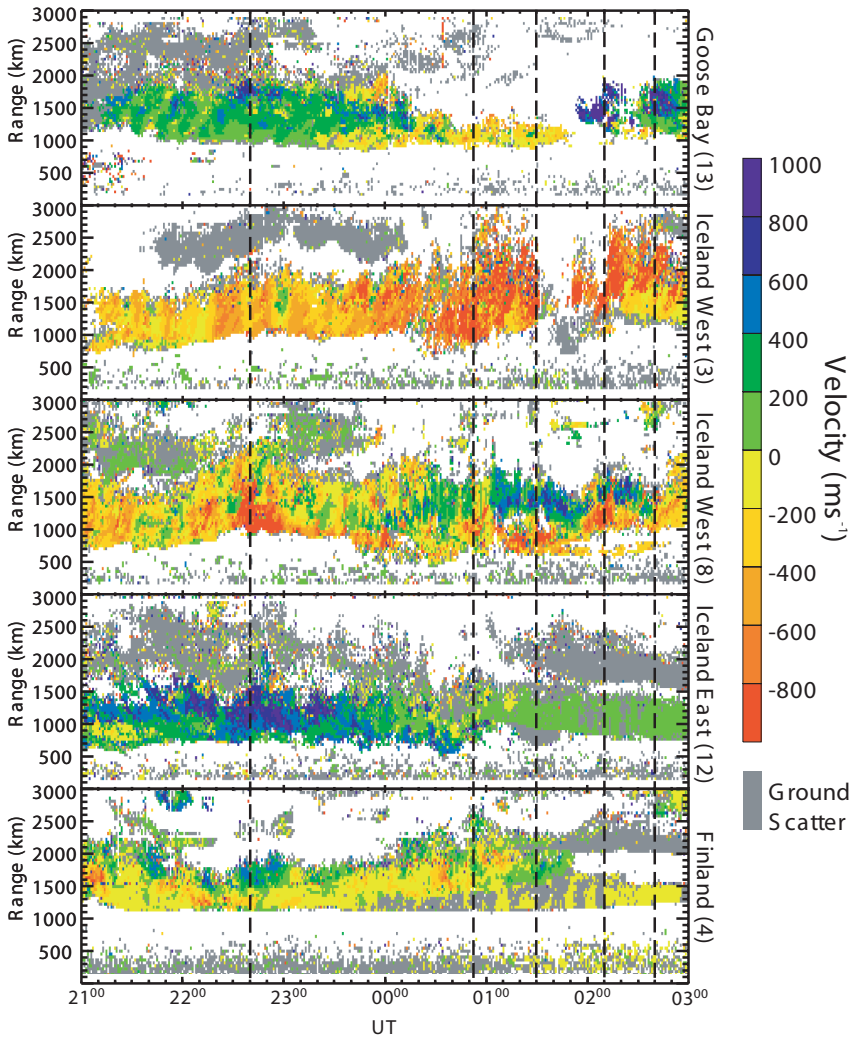 3000
2500
2000
1500
1000
500
Range (km)
Goose Bay (13)
3000
2500
2000
1500
1000
500
Range (km)
Iceland West (3)
3000
2500
2000
1500
1000
500
Range (km)
Iceland West (8)
3000
2500
2000
1500
1000
500
Range (km)
Iceland East (12)
3000
2500
2000
1500
1000
500
Range (km)
Finland (4)
21⁰⁰ 22⁰⁰ 23⁰⁰ 00⁰⁰ 01⁰⁰ 02⁰⁰ 03⁰⁰
UT
1000
800
600
400
200
0
-200
-400
-600
-800
Velocity (ms⁻¹)
Ground
Scatter